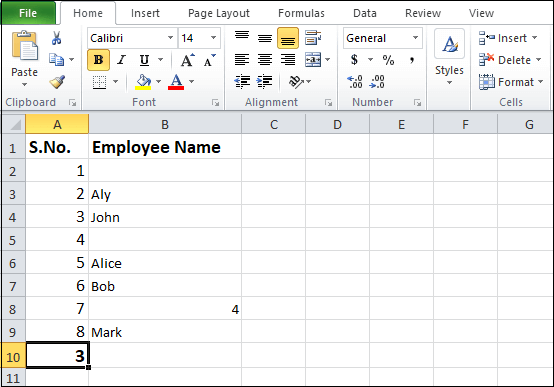 File Home Insert Page Layout Formulas Data Review View
Calibri 14 General Insert
Paste B I U $ % , Styles Delete
A Format
Clipboard Font Alignment Number Cells
A B C D E F G
1 S.No. Employee Name
2 1
3 2 Aly
4 3 John
5 4
6 5 Alice
7 6 Bob
8 7 4
9 8 Mark
10 3
11